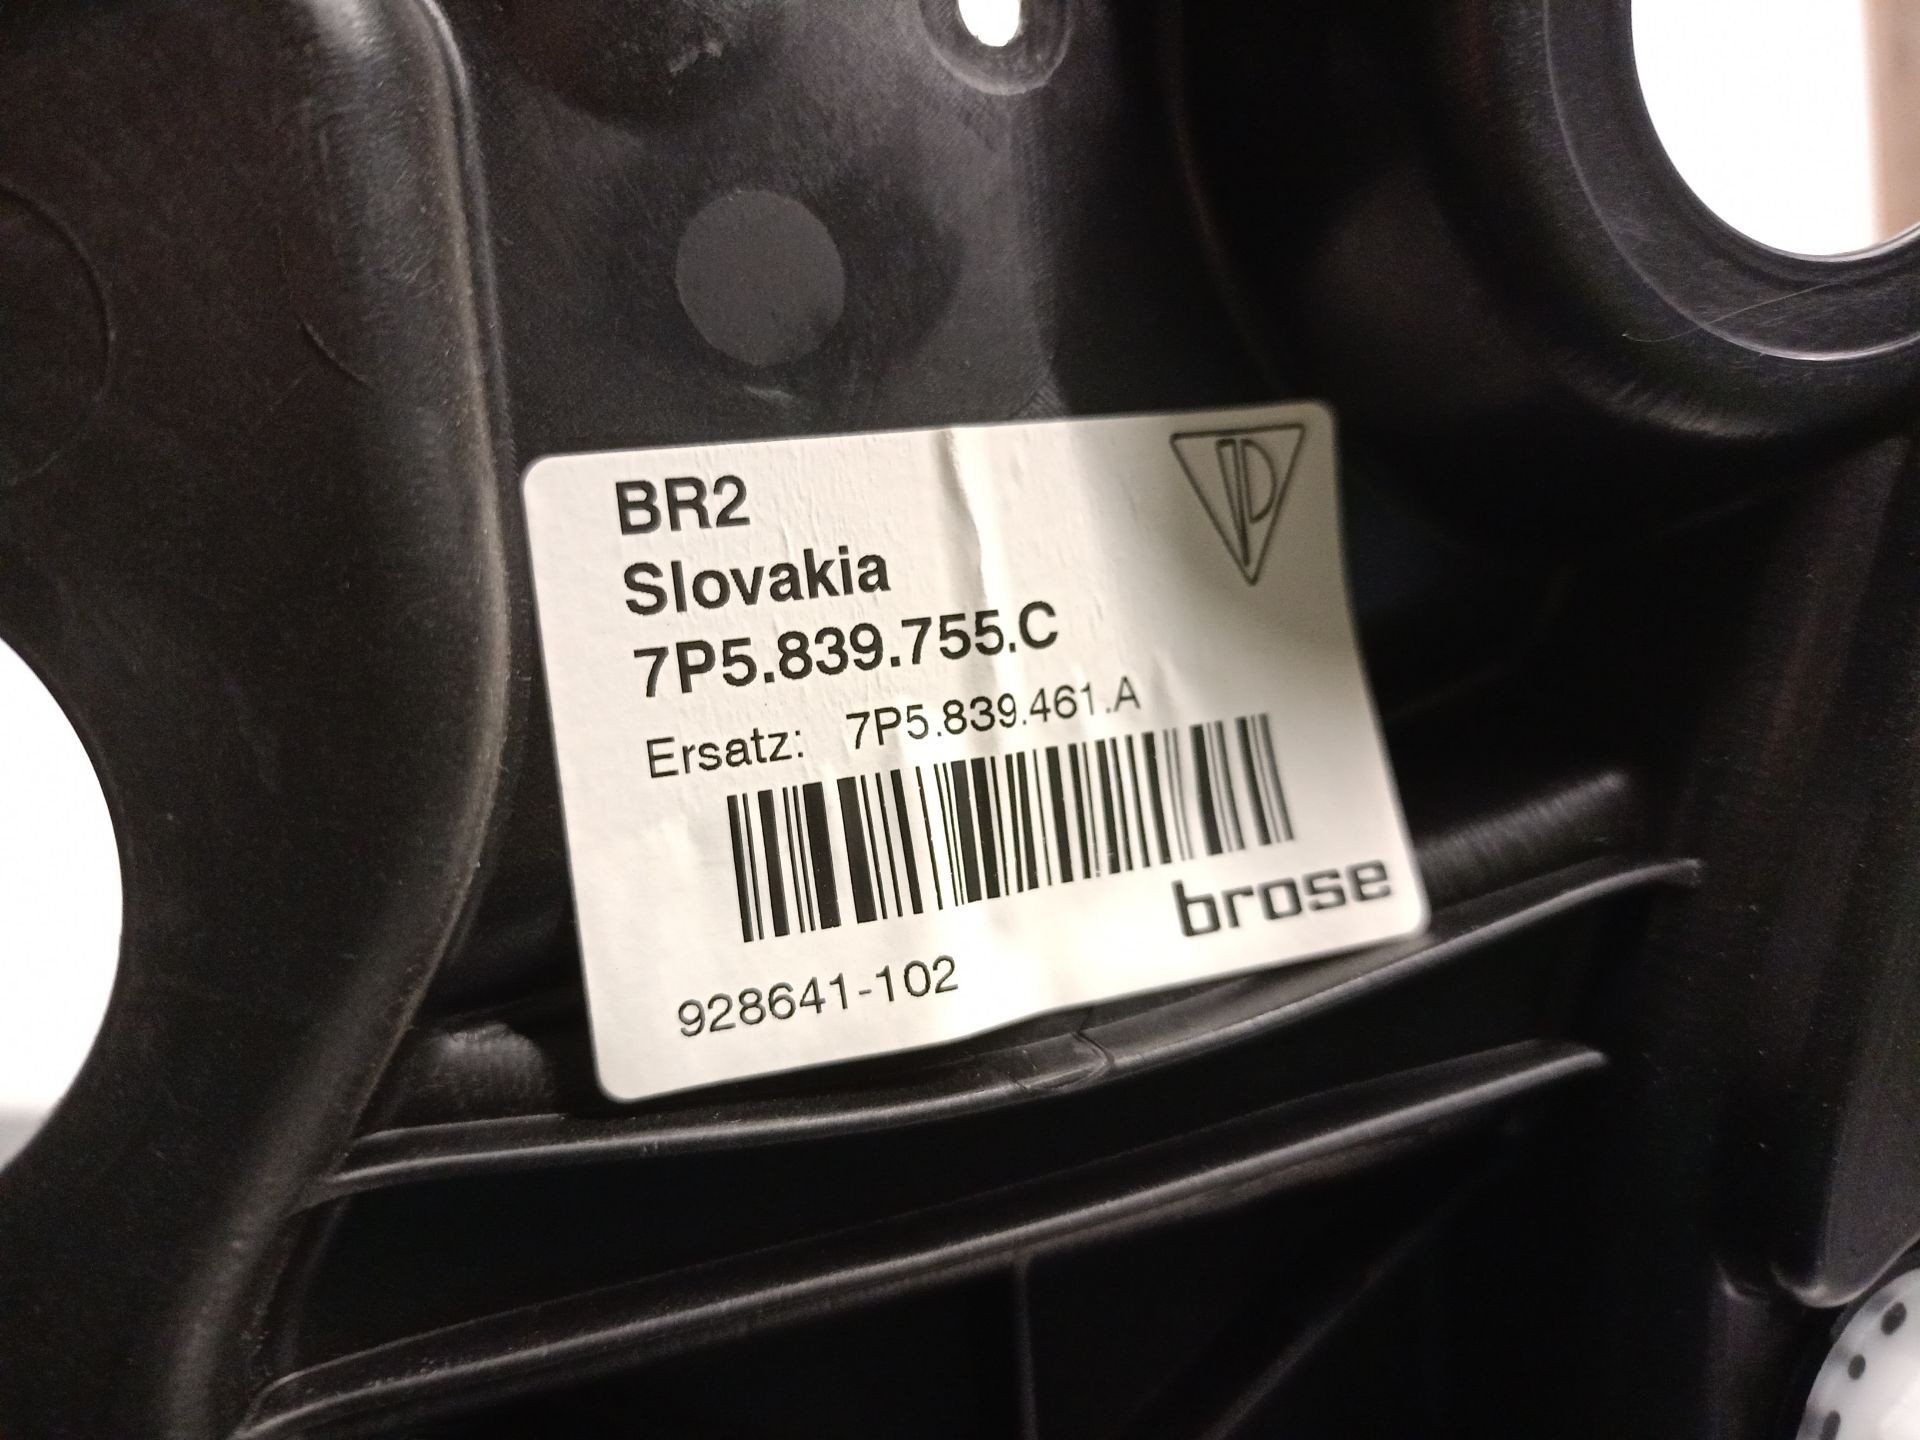 BR2
Slovakia
7P5.839.755.C
Ersatz: 7P5.839.461.A
brose
928641-102